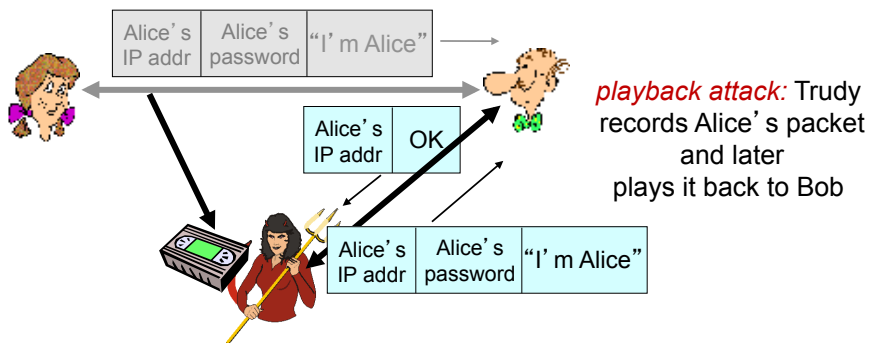 Alice’s
IP addr
Alice’s
password
“I’m Alice”
playback attack: Trudy
records Alice’s packet
and later
plays it back to Bob
Alice’s
IP addr
OK
Alice’s
IP addr
Alice’s
password
“I’m Alice”